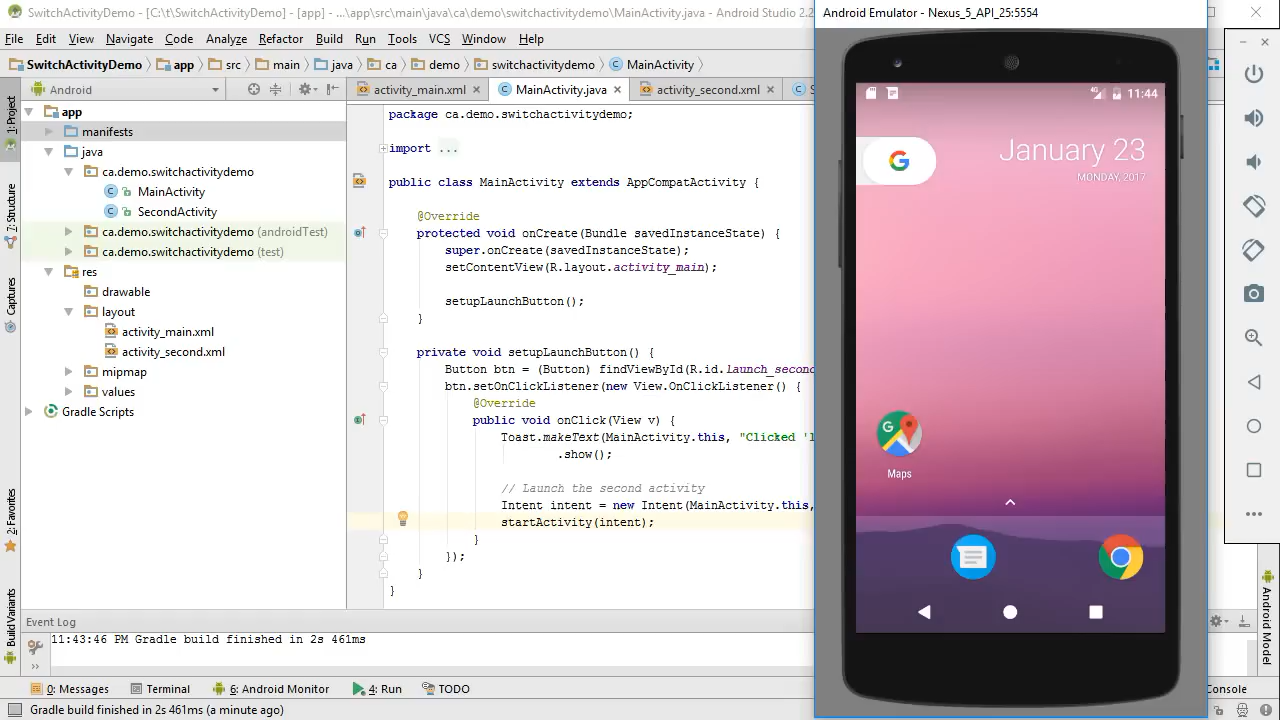 SwitchActivityDemo - [C:\t\SwitchActivityDemo] - [app] - ...\app\src\main\java\ca\demo\switchactivitydemo\MainActivity.java - Android Studio 2.2
Android Emulator - Nexus_5_API_25:5554
File Edit View Navigate Code Analyze Refactor Build Run Tools VCS Window Help
SwitchActivityDemo app src main java ca demo switchactivitydemo MainActivity
Android
activity_main.xml MainActivity.java activity_second.xml S
1: Project
7: Structure
Captures
2: Favorites
Build Variants
app
manifests
java
ca.demo.switchactivitydemo
MainActivity
SecondActivity
ca.demo.switchactivitydemo (androidTest)
ca.demo.switchactivitydemo (test)
res
drawable
layout
activity_main.xml
activity_second.xml
mipmap
values
Gradle Scripts
package ca.demo.switchactivitydemo;
import ...
public class MainActivity extends AppCompatActivity {
@Override
protected void onCreate(Bundle savedInstanceState) {
super.onCreate(savedInstanceState);
setContentView(R.layout.activity_main);
setupLaunchButton();
}
private void setupLaunchButton() {
Button btn = (Button) findViewById(R.id.launch_second
btn.setOnClickListener(new View.OnClickListener() {
@Override
public void onClick(View v) {
Toast.makeText(MainActivity.this, "Clicked 'l
.show();
// Launch the second activity
Intent intent = new Intent(MainActivity.this,
startActivity(intent);
}
});
}
}
4G 11:44
G
January 23
MONDAY, 2017
G
Maps
Event Log
11:43:46 PM Gradle build finished in 2s 461ms
Android Model
0: Messages Terminal 6: Android Monitor 4: Run TODO
Console
Gradle build finished in 2s 461ms (a minute ago)